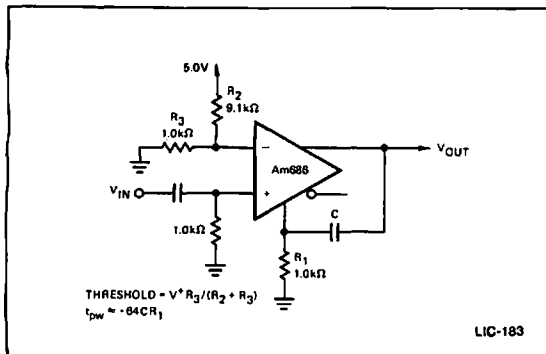 5.0V
R2
9.1kΩ
R3
1.0kΩ
−
Am686
VOUT
VIN
+
C
1.0kΩ
R1
1.0kΩ
THRESHOLD = V+ R3/(R2 + R3)
tpw ≈ -64CR1
LIC-183